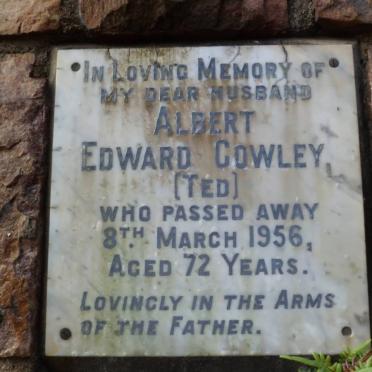 In Loving Memory of
my dear husband
Albert
Edward Cowley,
(Ted)
who passed away
8th. March 1956,
Aged 72 Years.
Lovingly in the Arms
of the Father.